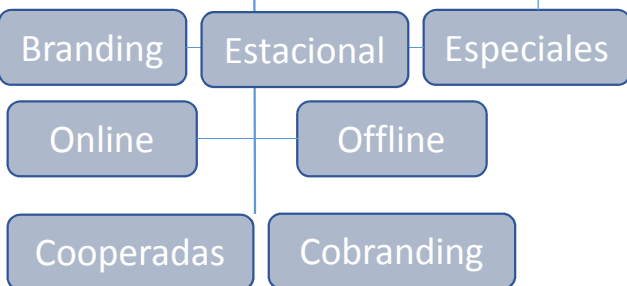 Branding Estacional Especiales
Online Offline
Cooperadas Cobranding